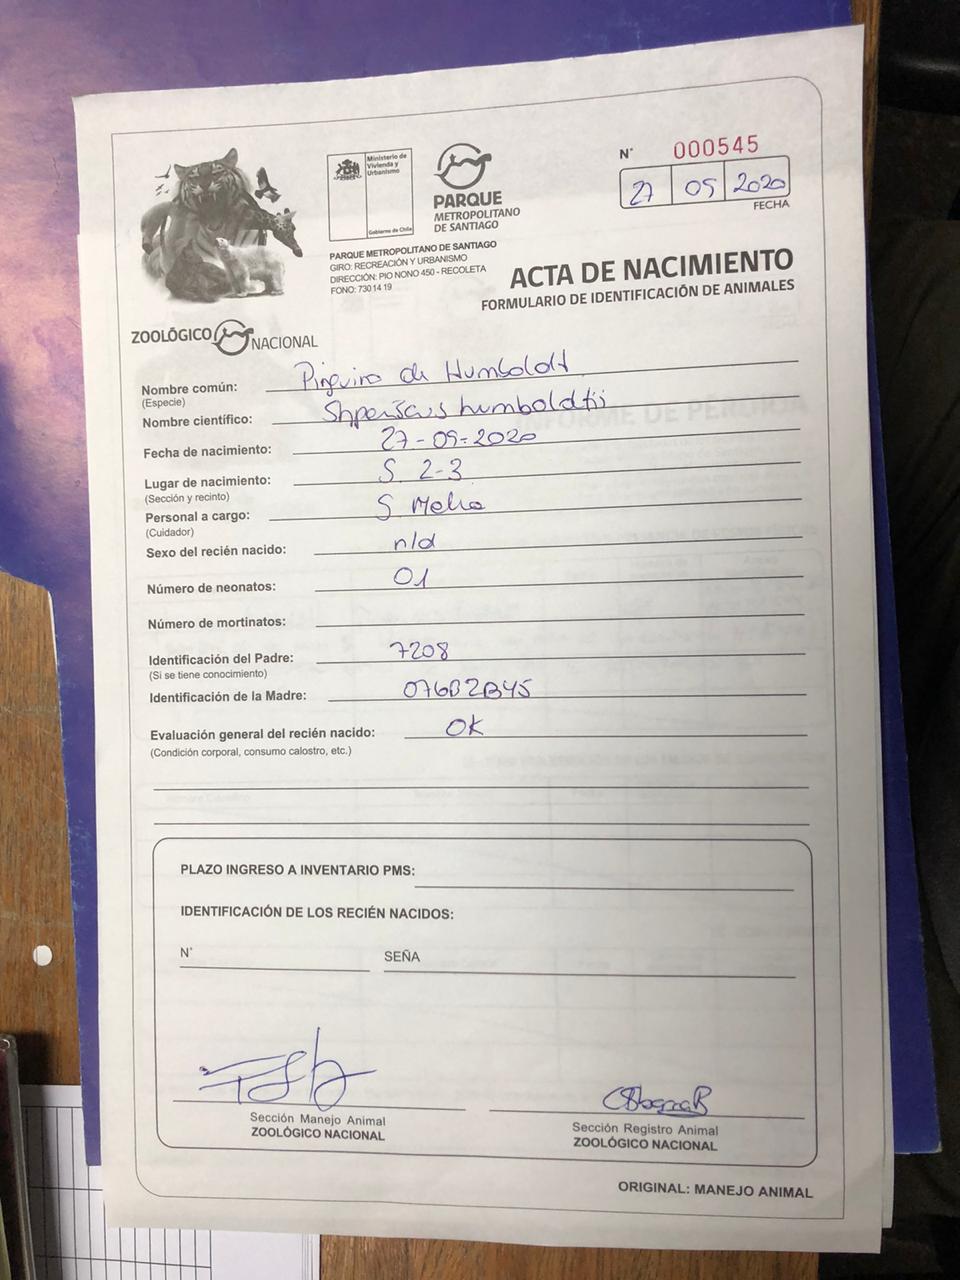 Ministerio de
Vivienda y
Urbanismo
Gobierno de Chile
PARQUE
METROPOLITANO
DE SANTIAGO
N° 000545
27 09 2020
FECHA
PARQUE METROPOLITANO DE SANTIAGO
GIRO: RECREACIÓN Y URBANISMO
DIRECCIÓN: PIO NONO 450 - RECOLETA
FONO: 730 14 19
ACTA DE NACIMIENTO
FORMULARIO DE IDENTIFICACIÓN DE ANIMALES
ZOOLÓGICO NACIONAL
Nombre común: Pinguino de Humboldt
(Especie)
Nombre científico: humboldtii
Fecha de nacimiento: 27-09-2020
Lugar de nacimiento: S 2-3
(Sección y recinto)
Personal a cargo: S
(Cuidador)
Sexo del recién nacido: n/d
Número de neonatos: 01
Número de mortinatos:
Identificación del Padre: 7208
(Si se tiene conocimiento)
Identificación de la Madre: 076B2B45
Evaluación general del recién nacido: OK
(Condición corporal, consumo calostro, etc.)
PLAZO INGRESO A INVENTARIO PMS:
IDENTIFICACIÓN DE LOS RECIÉN NACIDOS:
N° SEÑA
Sección Manejo Animal
ZOOLÓGICO NACIONAL
Sección Registro Animal
ZOOLÓGICO NACIONAL
ORIGINAL: MANEJO ANIMAL